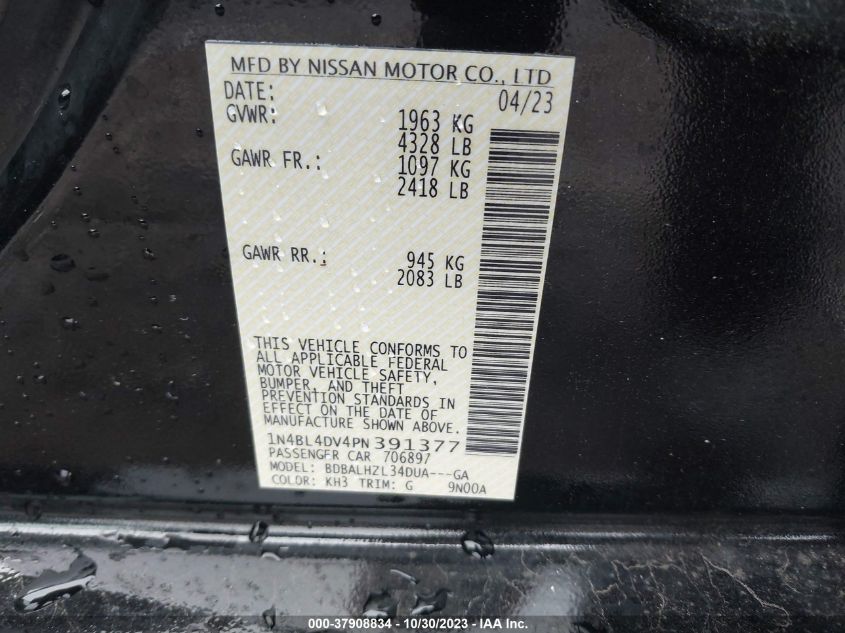 MFD BY NISSAN MOTOR CO., LTD
DATE: 04/23
GVWR: 1963 KG
4328 LB
GAWR FR.: 1097 KG
2418 LB
GAWR RR.: 945 KG
2083 LB
THIS VEHICLE CONFORMS TO
ALL APPLICABLE FEDERAL
MOTOR VEHICLE SAFETY,
BUMPER, AND THEFT
PREVENTION STANDARDS IN
EFFECT ON THE DATE OF
MANUFACTURE SHOWN ABOVE.
1N4BL4DV4PN391377
PASSENGER CAR 706897
MODEL: BDBALHZL34DUA---GA
COLOR: KH3 TRIM: G 9N00A
000-37908834 - 10/30/2023 - IAA Inc.